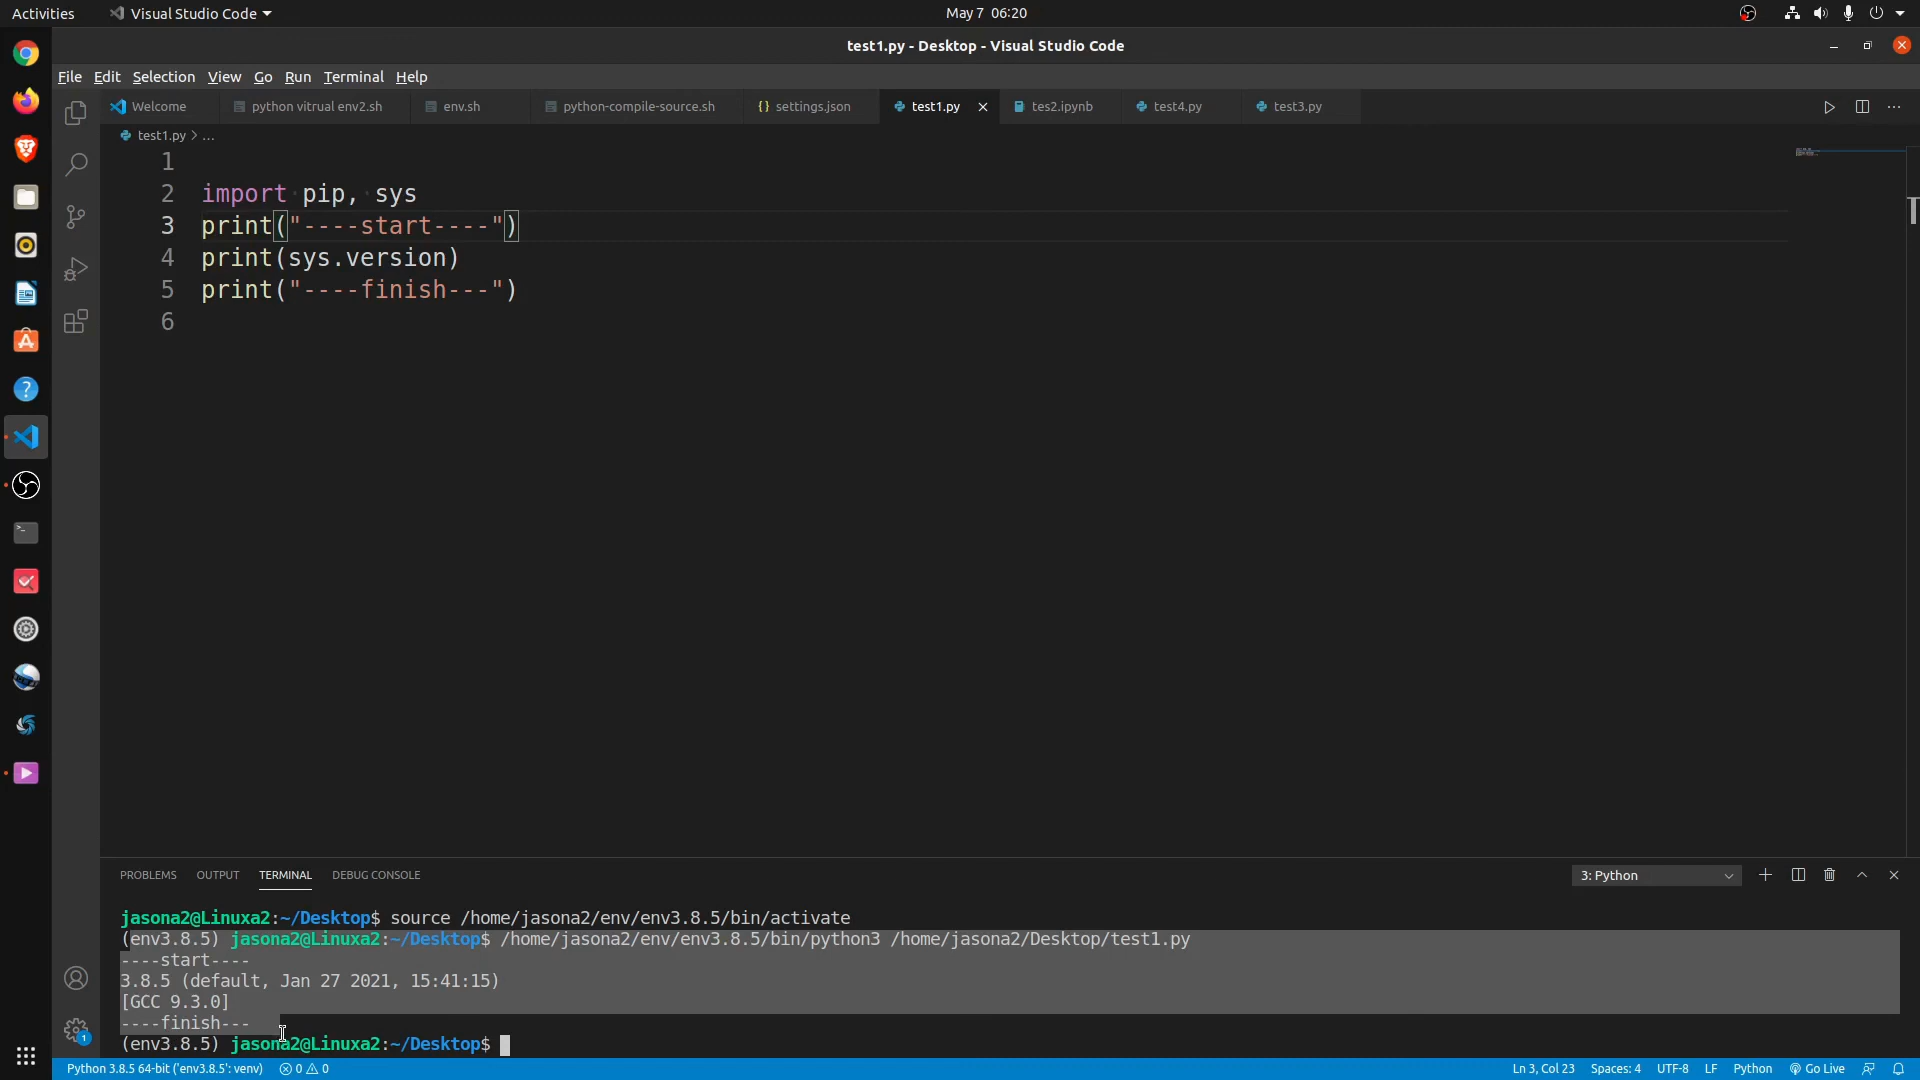 Activities Visual Studio Code May 7 06:20
test1.py - Desktop - Visual Studio Code
File Edit Selection View Go Run Terminal Help
Welcome python vitrual env2.sh env.sh python-compile-source.sh {} settings.json test1.py tes2.ipynb test4.py test3.py
test1.py > ...
1
2 import pip, sys
3 print("----start----")
4 print(sys.version)
5 print("----finish---")
6
PROBLEMS OUTPUT TERMINAL DEBUG CONSOLE 3: Python
jasona2@Linuxa2:~/Desktop$ source /home/jasona2/env/env3.8.5/bin/activate
(env3.8.5) jasona2@Linuxa2:~/Desktop$ /home/jasona2/env/env3.8.5/bin/python3 /home/jasona2/Desktop/test1.py
----start----
3.8.5 (default, Jan 27 2021, 15:41:15)
[GCC 9.3.0]
----finish---
(env3.8.5) jasona2@Linuxa2:~/Desktop$
1
Python 3.8.5 64-bit ('env3.8.5': venv) 0 0 Ln 3, Col 23 Spaces: 4 UTF-8 LF Python Go Live